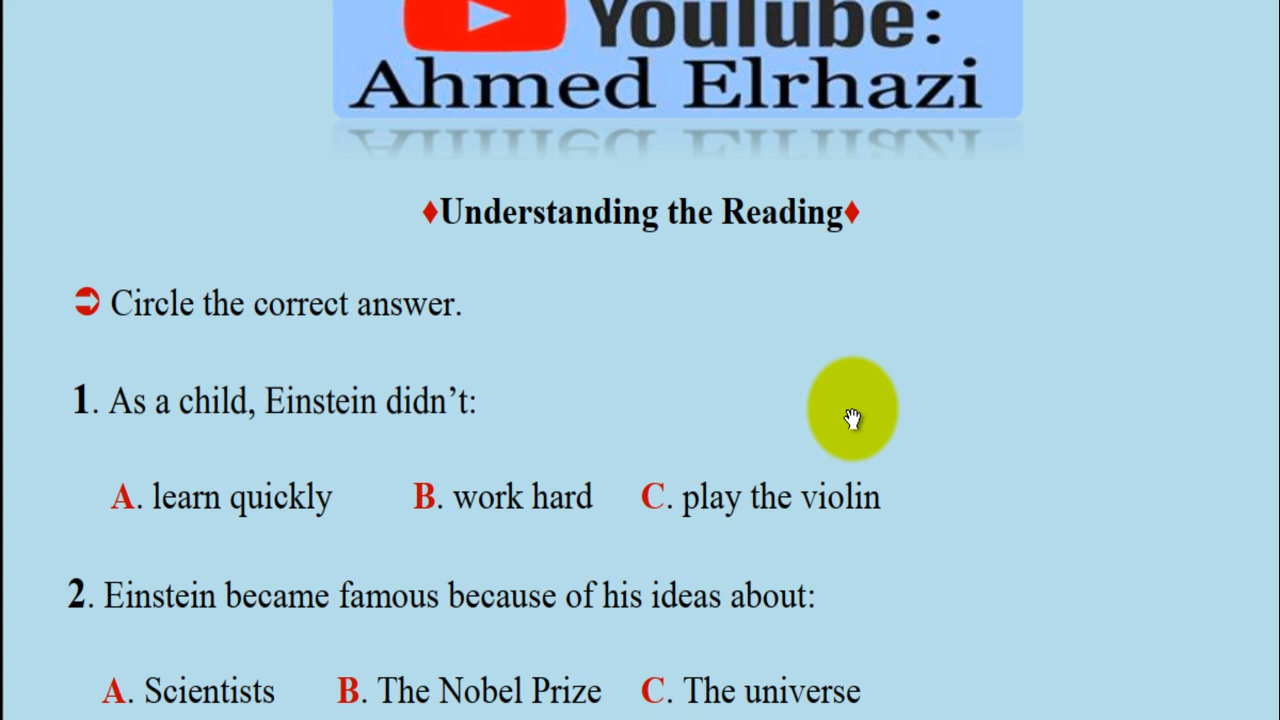 YouTube:
Ahmed Elrhazi
♦Understanding the Reading♦
➲ Circle the correct answer.
1. As a child, Einstein didn’t:
A. learn quickly B. work hard C. play the violin
2. Einstein became famous because of his ideas about:
A. Scientists B. The Nobel Prize C. The universe